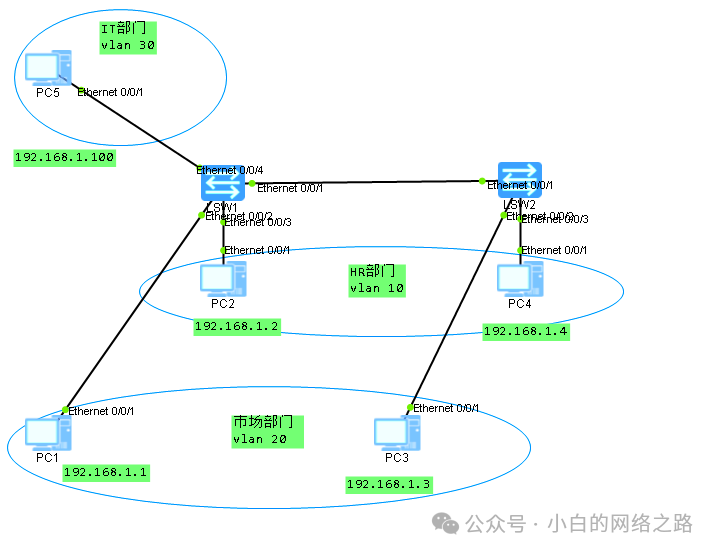 IT部门
vlan 30
PC5
Ethernet 0/0/1
192.168.1.100
Ethernet 0/0/4
Ethernet 0/0/1
Ethernet 0/0/1
LSW1
LSW2
Ethernet 0/0/2
Ethernet 0/0/3
Ethernet 0/0/2
Ethernet 0/0/3
Ethernet 0/0/1
Ethernet 0/0/1
HR部门
vlan 10
PC2
PC4
192.168.1.2
192.168.1.4
Ethernet 0/0/1
Ethernet 0/0/1
市场部门
vlan 20
PC1
PC3
192.168.1.1
192.168.1.3
公众号 · 小白的网络之路